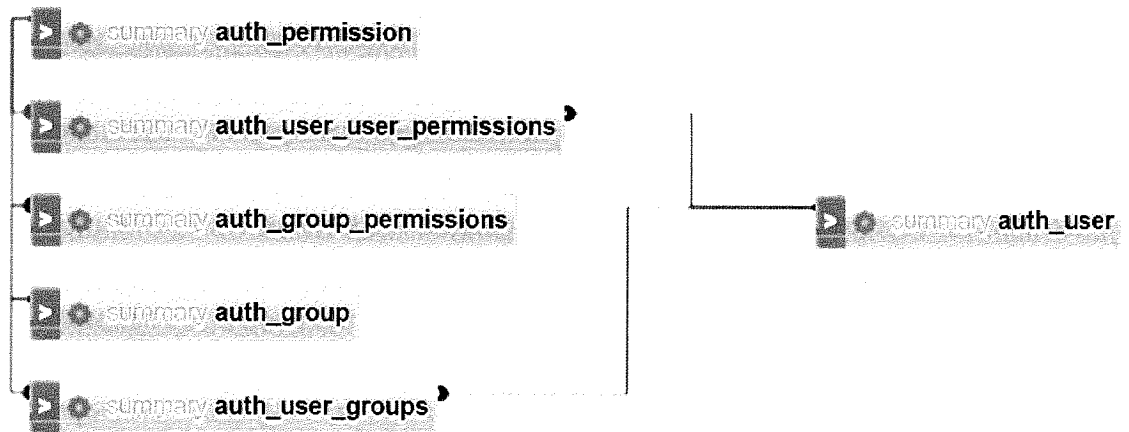 summary auth_permission
summary auth_user_user_permissions
summary auth_group_permissions
summary auth_user
summary auth_group
summary auth_user_groups